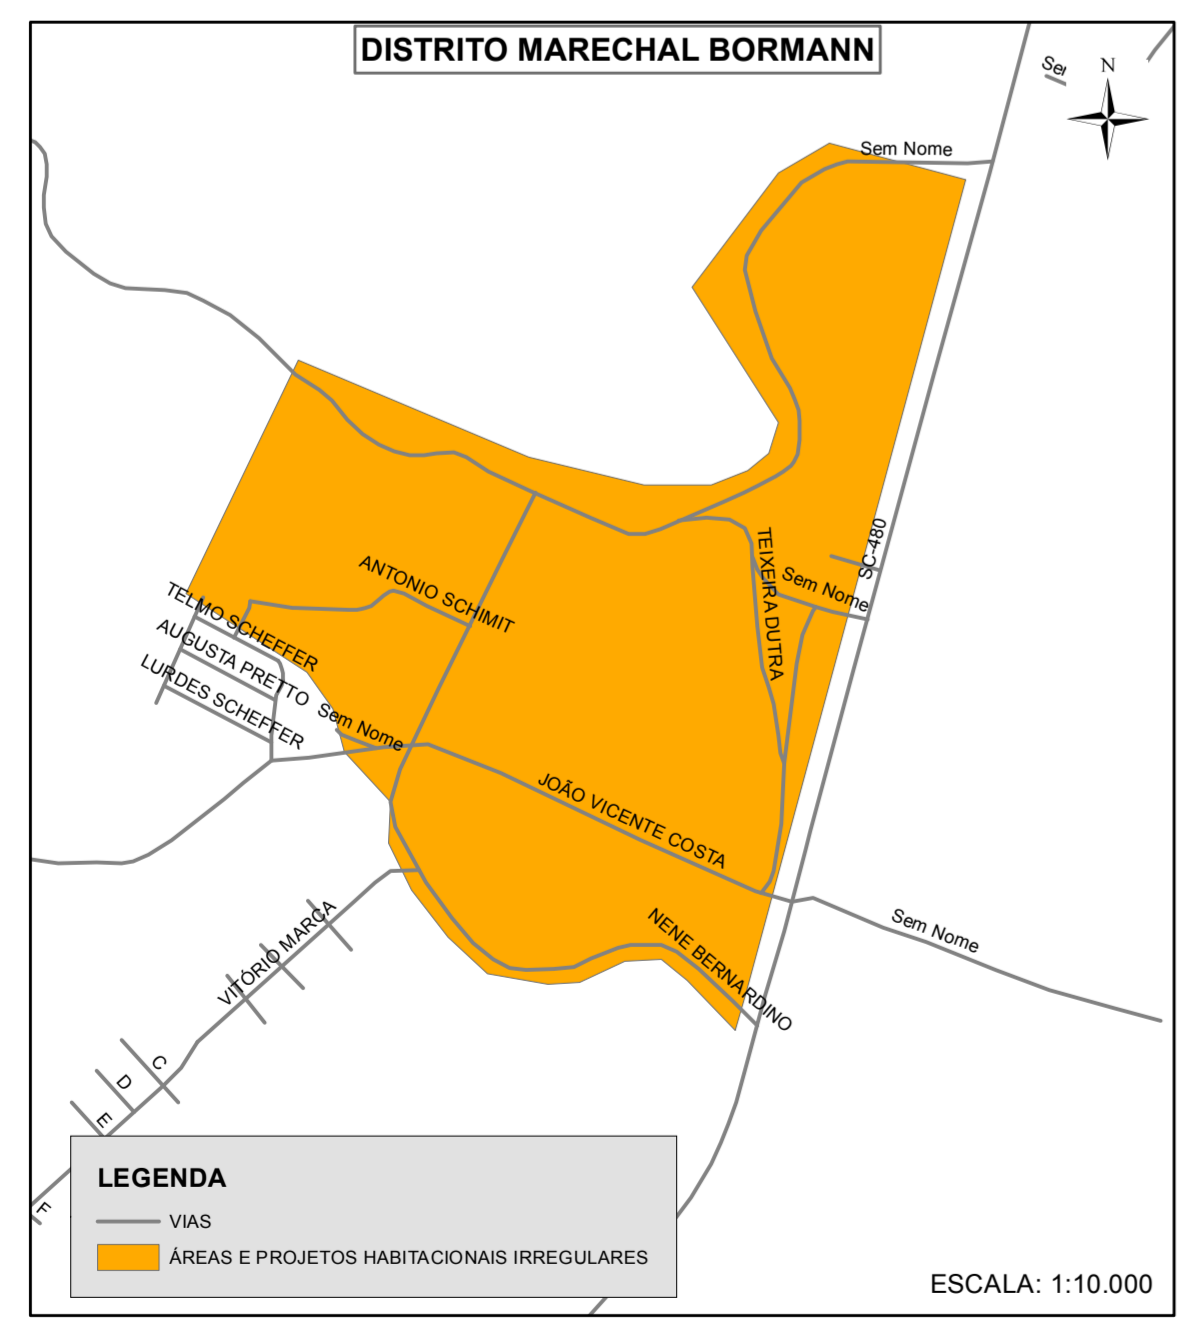 DISTRITO MARECHAL BORMANN
N
Sem Nome
SC-480
TEIXEIRA DUTRA
Sem Nome
ANTONIO SCHIMIT
TELMO SCHEFFER
AUGUSTA PRETTO
LURDES SCHEFFER
Sem Nome
JOÃO VICENTE COSTA
NENE BERNARDINO
Sem Nome
VITÓRIO MARCA
C
D
E
F
LEGENDA
VIAS
ÁREAS E PROJETOS HABITACIONAIS IRREGULARES
ESCALA: 1:10.000